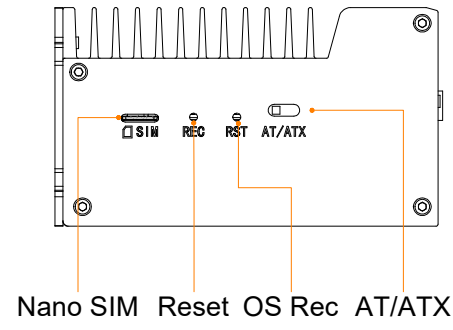 SIM REC RST AT/ATX
Nano SIM Reset OS Rec AT/ATX